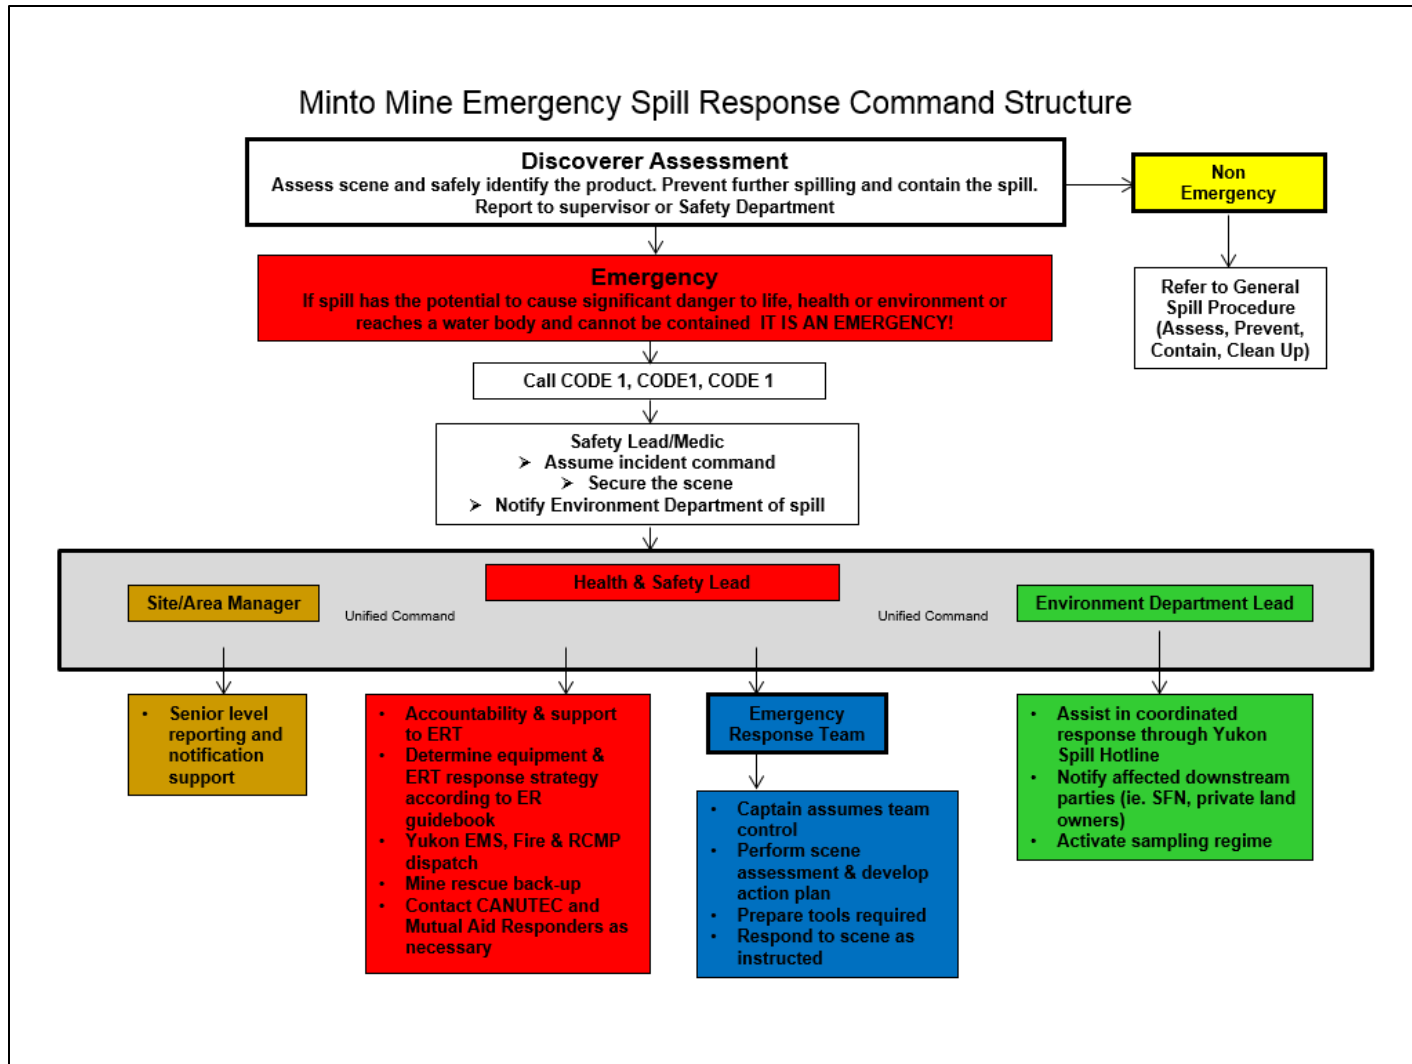 Minto Mine Emergency Spill Response Command Structure
Discoverer Assessment
Assess scene and safely identify the product. Prevent further spilling and contain the spill.
Report to supervisor or Safety Department
Non
Emergency
Emergency
If spill has the potential to cause significant danger to life, health or environment or
reaches a water body and cannot be contained  IT IS AN EMERGENCY!
Refer to General
Spill Procedure
(Assess, Prevent,
Contain, Clean Up)
Call CODE 1, CODE1, CODE 1
Safety Lead/Medic
➢ Assume incident command
➢ Secure the scene
➢ Notify Environment Department of spill
Health & Safety Lead
Site/Area Manager
Unified Command
Unified Command
Environment Department Lead
• Senior level
reporting and
notification
support
• Accountability & support
to ERT
• Determine equipment &
ERT response strategy
according to ER
guidebook
• Yukon EMS, Fire & RCMP
dispatch
• Mine rescue back-up
• Contact CANUTEC and
Mutual Aid Responders as
necessary
Emergency
Response Team
• Captain assumes team
control
• Perform scene
assessment & develop
action plan
• Prepare tools required
• Respond to scene as
instructed
• Assist in coordinated
response through Yukon
Spill Hotline
• Notify affected downstream
parties (ie. SFN, private land
owners)
• Activate sampling regime